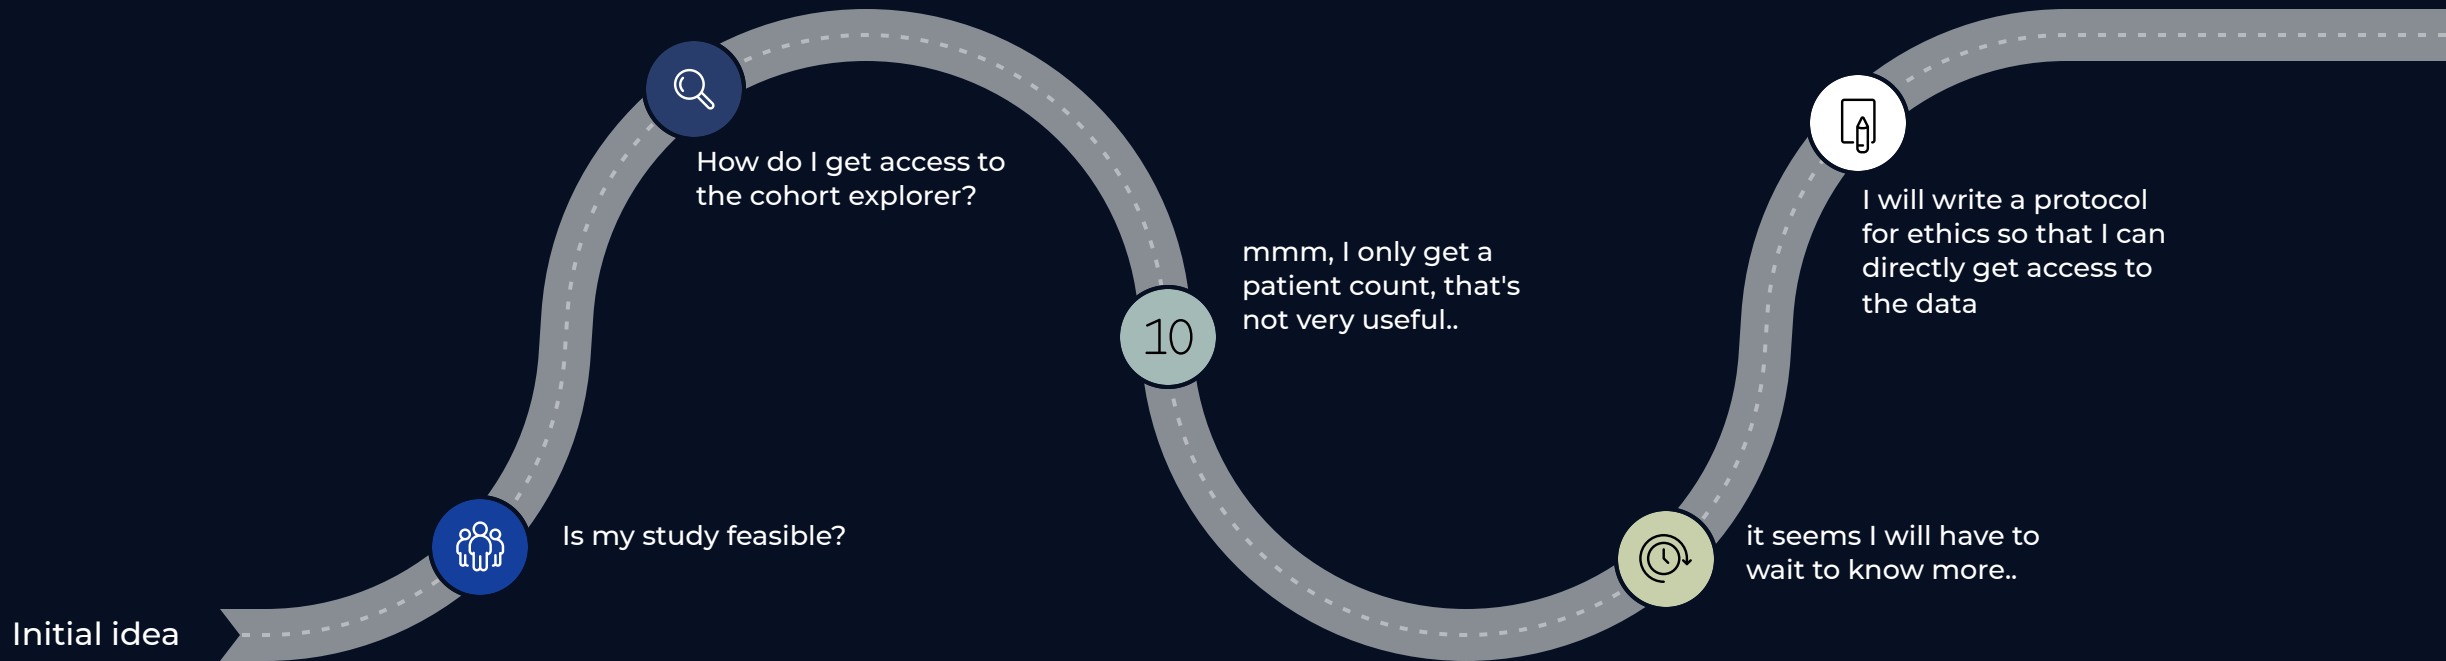 Initial idea
Is my study feasible?
How do I get access to
the cohort explorer?
10
mmm, I only get a
patient count, that's
not very useful..
it seems I will have to
wait to know more..
I will write a protocol
for ethics so that I can
directly get access to
the data